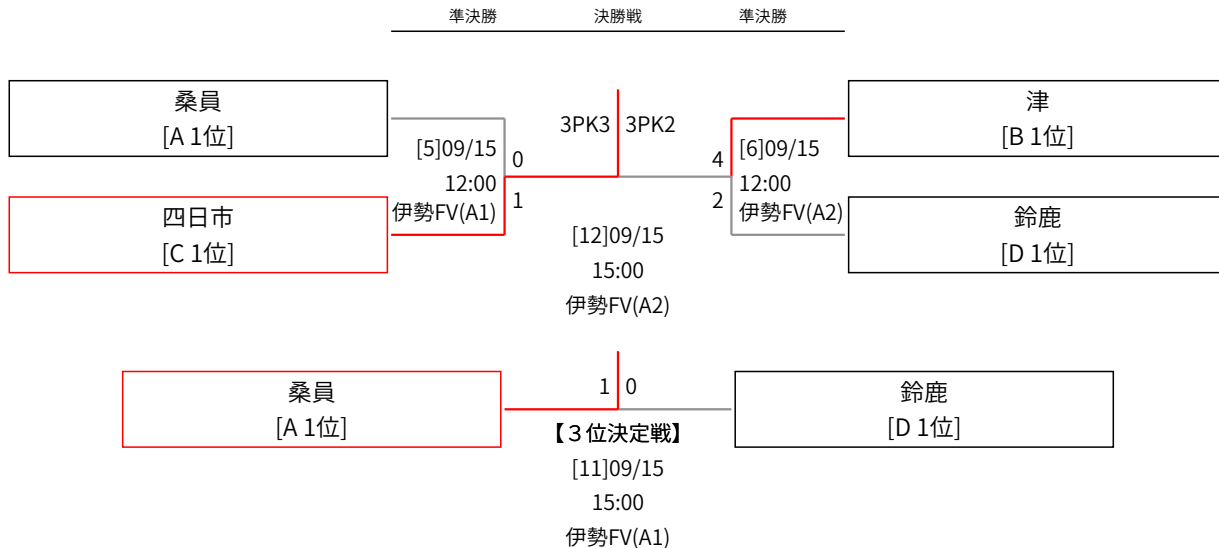 準決勝
決勝戦
準決勝
桑員
[A 1位]
四日市
[C 1位]
[5]09/15
12:00
伊勢FV(A1)
0
1
3PK3
3PK2
[12]09/15
15:00
伊勢FV(A2)
4
2
[6]09/15
12:00
伊勢FV(A2)
津
[B 1位]
鈴鹿
[D 1位]
桑員
[A 1位]
1
0
【３位決定戦】
[11]09/15
15:00
伊勢FV(A1)
鈴鹿
[D 1位]